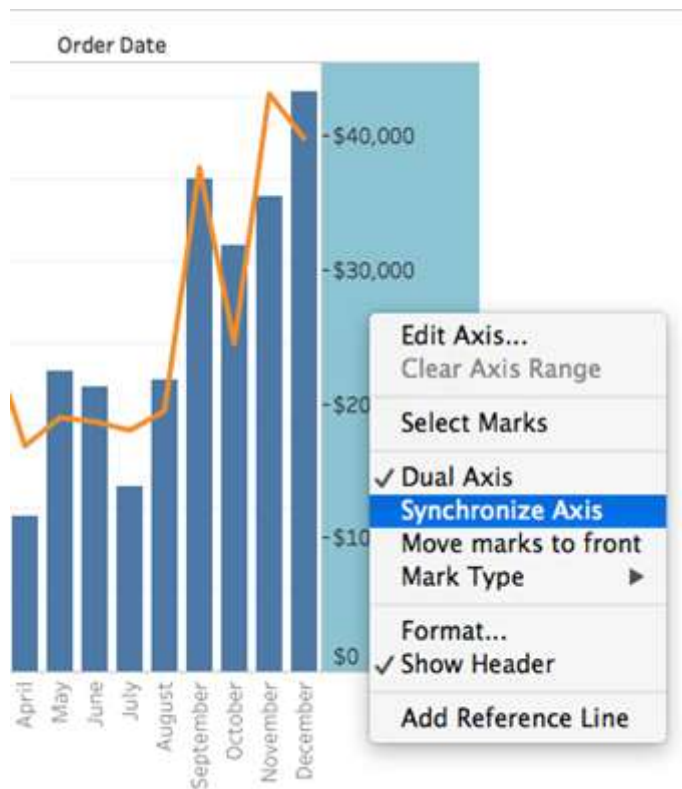 Order Date
$40,000
$30,000
$20
$10
$0
Edit Axis...
Clear Axis Range
Select Marks
✓ Dual Axis
Synchronize Axis
Move marks to front
Mark Type ▶
Format...
✓ Show Header
Add Reference Line
April
May
June
July
August
September
October
November
December